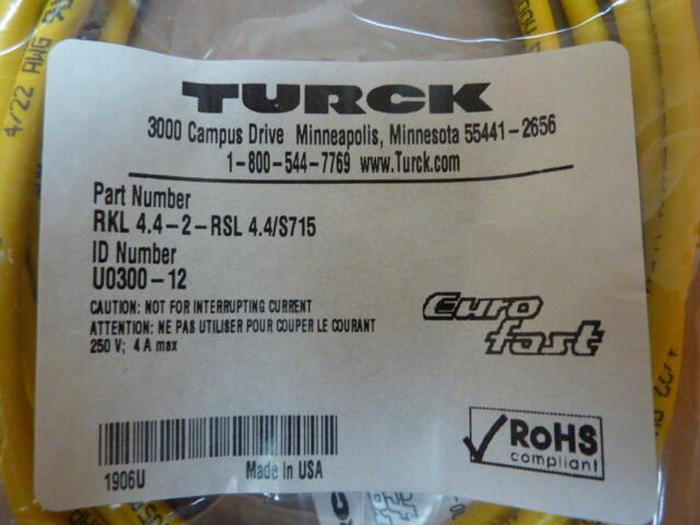 TURCK
3000 Campus Drive Minneapolis, Minnesota 55441-2656
1-800-544-7769 www.Turck.com
Part Number
RKL 4.4-2-RSL 4.4/S715
ID Number
U0300-12
CAUTION: NOT FOR INTERRUPTING CURRENT
ATTENTION: NE PAS UTILISER POUR COUPER LE COURANT
250 V; 4 A max
Euro
fast
1906U
Made In USA
RoHS
compliant
4/22 AWG